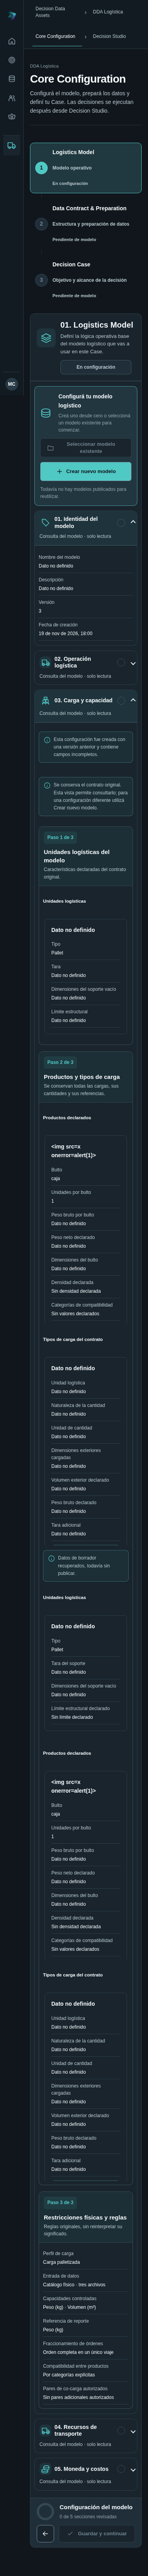 Decision Data Assets › DDA Logística
Core Configuration › Decision Studio
DDA Logística
Core Configuration
Configurá el modelo, prepará los datos y
definí tu Case. Las decisiones se ejecutan
después desde Decision Studio.
Logistics Model
1 Modelo operativo
En configuración
Data Contract & Preparation
2 Estructura y preparación de datos
Pendiente de modelo
Decision Case
3 Objetivo y alcance de la decisión
Pendiente de modelo
01. Logistics Model
Definí la lógica operativa base
del modelo logístico que vas a
usar en este Case.
En configuración
Configurá tu modelo
logístico
Creá uno desde cero o seleccioná
un modelo existente para
comenzar.
Seleccionar modelo
existente
+ Crear nuevo modelo
Todavía no hay modelos publicados para
reutilizar.
01. Identidad del
modelo
Consulta del modelo · solo lectura
Nombre del modelo
Dato no definido
Descripción
Dato no definido
Versión
3
Fecha de creación
19 de nov de 2026, 18:00
02. Operación
logística
Consulta del modelo · solo lectura
03. Carga y capacidad
Consulta del modelo · solo lectura
Esta configuración fue creada con
una versión anterior y contiene
campos incompletos.
Se conserva el contrato original.
Esta vista permite consultarlo; para
una configuración diferente utilizá
Crear nuevo modelo.
Paso 1 de 3
Unidades logísticas del
modelo
Características declaradas del contrato
original.
Unidades logísticas
Dato no definido
Tipo
Pallet
Tara
Dato no definido
Dimensiones del soporte vacío
Dato no definido
Límite estructural
Dato no definido
Paso 2 de 3
Productos y tipos de carga
Se conservan todas las cargas, sus
cantidades y sus referencias.
Productos declarados
<img src=x
onerror=alert(1)>
Bulto
caja
Unidades por bulto
1
Peso bruto por bulto
Dato no definido
Peso neto declarado
Dato no definido
Dimensiones del bulto
Dato no definido
Densidad declarada
Sin densidad declarada
Categorías de compatibilidad
Sin valores declarados
Tipos de carga del contrato
Dato no definido
Unidad logística
Dato no definido
Naturaleza de la cantidad
Dato no definido
Unidad de cantidad
Dato no definido
Dimensiones exteriores
cargadas
Dato no definido
Volumen exterior declarado
Dato no definido
Peso bruto declarado
Dato no definido
Tara adicional
Dato no definido
Datos de borrador
recuperados, todavía sin
publicar.
Unidades logísticas
Dato no definido
Tipo
Pallet
Tara del soporte
Dato no definido
Dimensiones del soporte vacío
Dato no definido
Límite estructural declarado
Sin límite declarado
Productos declarados
<img src=x
onerror=alert(1)>
Bulto
caja
Unidades por bulto
1
Peso bruto por bulto
Dato no definido
Peso neto declarado
Dato no definido
Dimensiones del bulto
Dato no definido
Densidad declarada
Sin densidad declarada
Categorías de compatibilidad
Sin valores declarados
Tipos de carga del contrato
Dato no definido
Unidad logística
Dato no definido
Naturaleza de la cantidad
Dato no definido
Unidad de cantidad
Dato no definido
Dimensiones exteriores
cargadas
Dato no definido
Volumen exterior declarado
Dato no definido
Peso bruto declarado
Dato no definido
Tara adicional
Dato no definido
Paso 3 de 3
Restricciones físicas y reglas
Reglas originales, sin reinterpretar su
significado.
Perfil de carga
Carga palletizada
Entrada de datos
Catálogo físico · tres archivos
Capacidades controladas
Peso (kg) · Volumen (m³)
Referencia de reporte
Peso (kg)
Fraccionamiento de órdenes
Orden completa en un único viaje
Compatibilidad entre productos
Por categorías explícitas
Pares de co-carga autorizados
Sin pares adicionales autorizados
04. Recursos de
transporte
Consulta del modelo · solo lectura
05. Moneda y costos
Consulta del modelo · solo lectura
Configuración del modelo
0 de 5 secciones revisadas
Guardar y continuar
MC